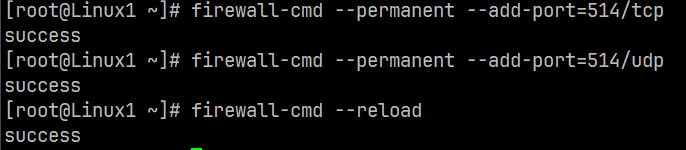 [root@Linux1 ~]# firewall-cmd --permanent --add-port=514/tcp
success
[root@Linux1 ~]# firewall-cmd --permanent --add-port=514/udp
success
[root@Linux1 ~]# firewall-cmd --reload
success